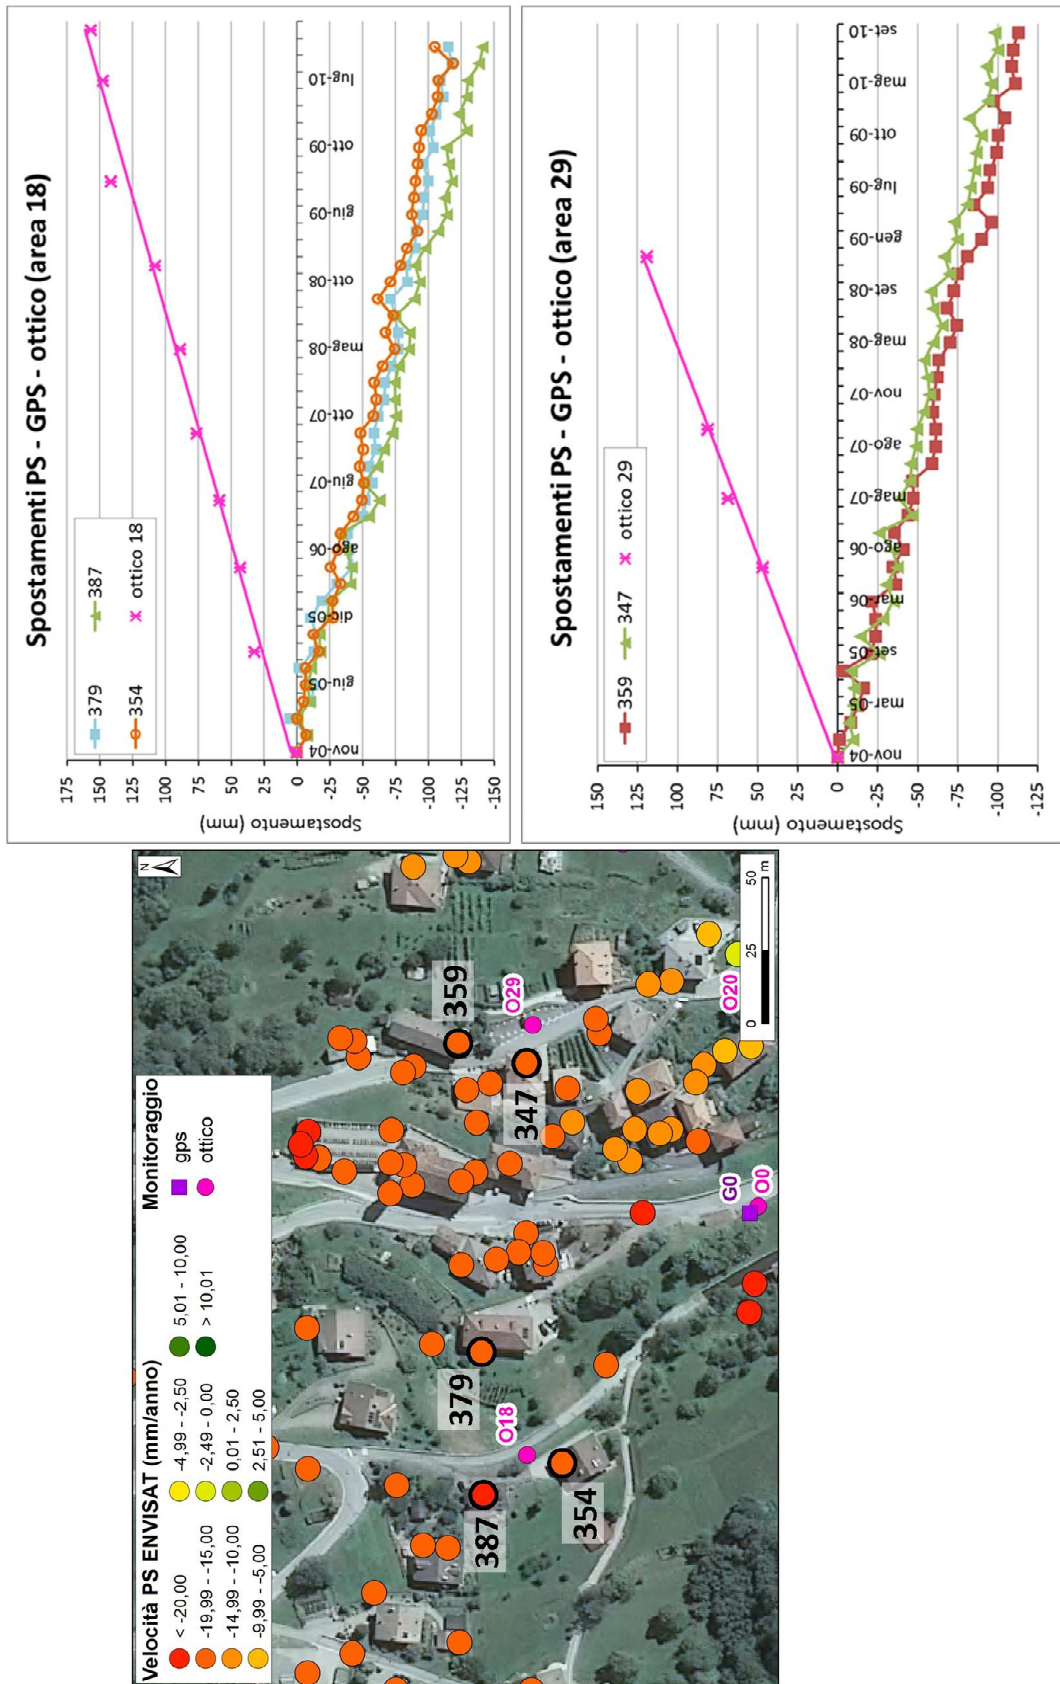 Spostamenti PS - GPS - ottico (area 18)
379
387
354
ottico 18
Spostamento (mm)
175
150
125
100
75
50
25
0
-25
-50
-75
-100
-125
-150
nov-04
giu-05
dic-05
ago-06
giu-07
ott-07
mag-08
ott-08
giu-09
ott-09
lug-10
Spostamenti PS - GPS - ottico (area 29)
359
347
ottico 29
Spostamento (mm)
150
125
100
75
50
25
0
-25
-50
-75
-100
-125
nov-04
mar-05
set-05
mar-06
ago-06
mag-07
ago-07
nov-07
mag-08
set-08
gen-09
lug-09
ott-09
mag-10
set-10
Velocità PS ENVISAT (mm/anno)
< -20,00
-19,99 - -15,00
-14,99 - -10,00
-9,99 - -5,00
-4,99 - -2,50
-2,49 - 0,00
0,01 - 2,50
2,51 - 5,00
5,01 - 10,00
> 10,01
Monitoraggio
gps
ottico
N
359
O29
347
379
O18
387
354
G0
O0
O20
0
25
50
m